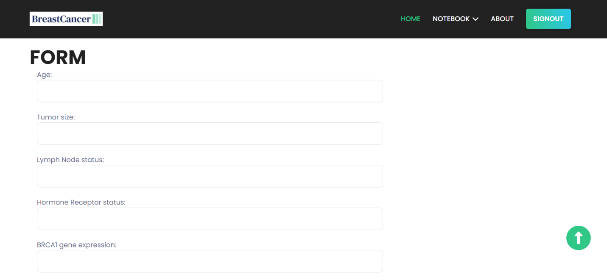 BreastCancer
HOME
NOTEBOOK
ABOUT
SIGNOUT
FORM
Age:
Tumor size:
Lymph Node status:
Hormone Receptor status:
BRCA1 gene expression: